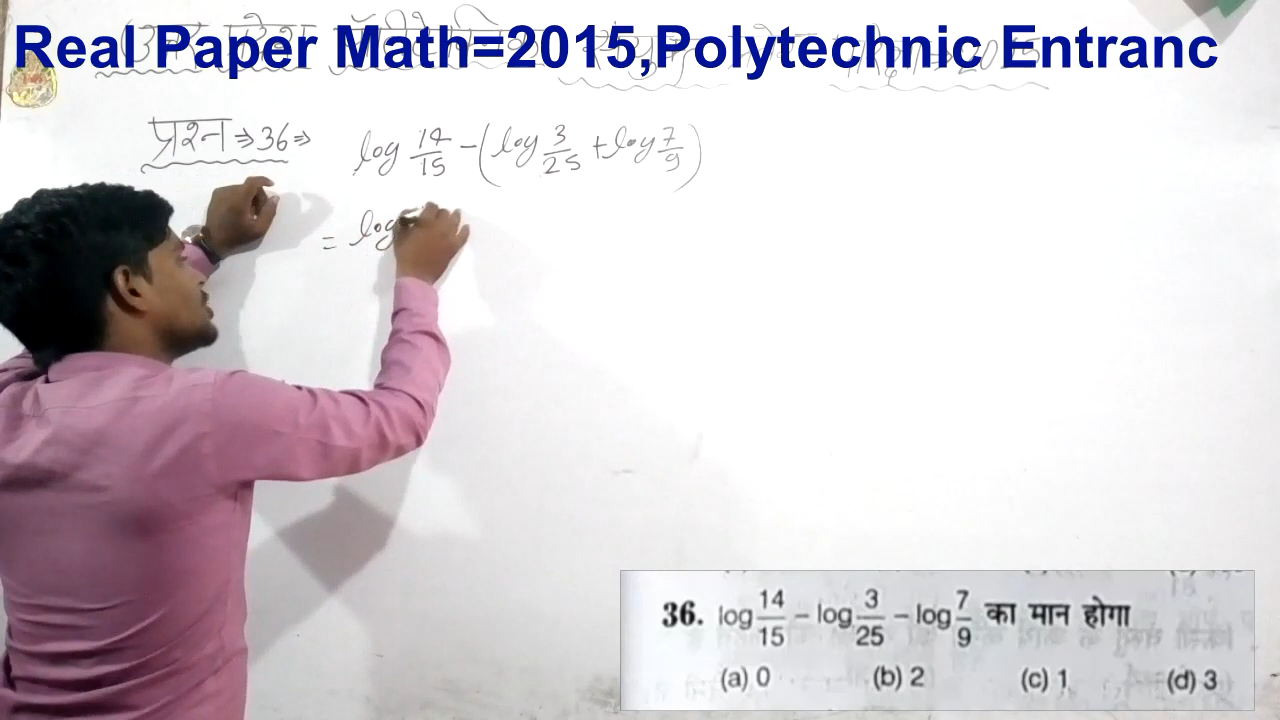 Real Paper Math=2015,Polytechnic Entranc
प्रश्न ⇒ 36 ⇒ log 14/15 - (log 3/25 + log 7/9)
= log
36. log 14/15 - log 3/25 - log 7/9 का मान होगा
(a) 0 (b) 2 (c) 1 (d) 3